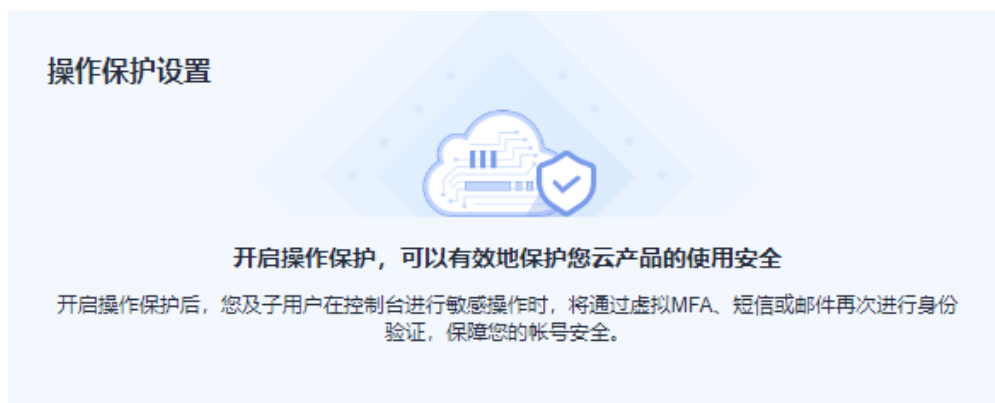 操作保护设置
开启操作保护，可以有效地保护您云产品的使用安全
开启操作保护后，您及子用户在控制台进行敏感操作时，将通过虚拟MFA、短信或邮件再次进行身份
验证，保障您的帐号安全。